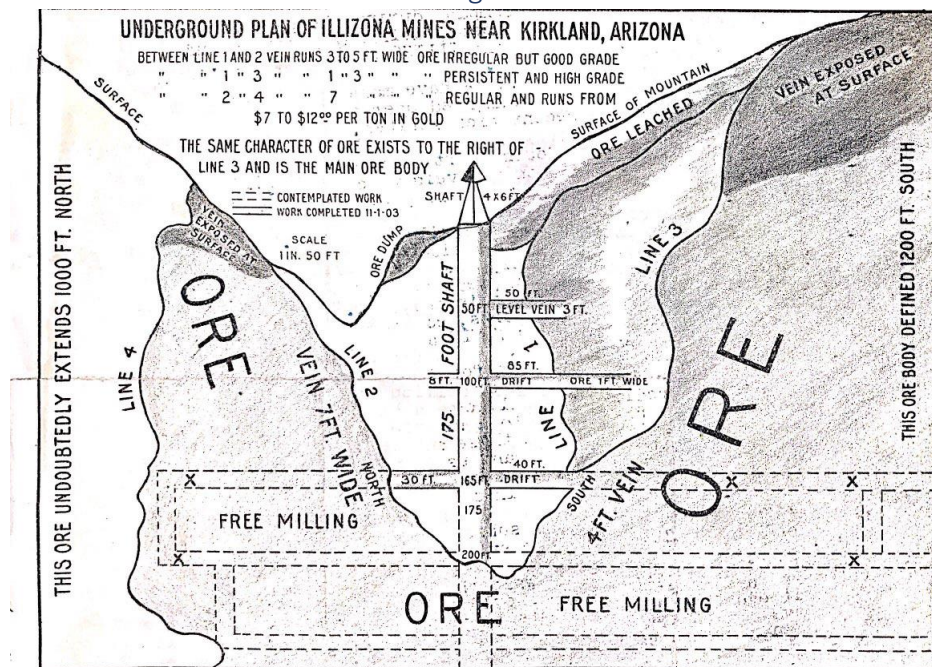 UNDERGROUND PLAN OF ILLIZONA MINES NEAR KIRKLAND, ARIZONA
BETWEEN LINE 1 AND 2 VEIN RUNS 3 TO 5 FT. WIDE ORE IRREGULAR BUT GOOD GRADE
" " 1 " 3 " " 1 " 3 " " " PERSISTENT AND HIGH GRADE
" " 2 " 4 " " 7 " " " REGULAR AND RUNS FROM
$7 TO $12.00 PER TON IN GOLD
THE SAME CHARACTER OF ORE EXISTS TO THE RIGHT OF
LINE 3 AND IS THE MAIN ORE BODY
CONTEMPLATED WORK
WORK COMPLETED 11-1-03
SCALE
1 IN. 50 FT
SURFACE
SURFACE OF MOUNTAIN
ORE LEACHED
VEIN EXPOSED
AT SURFACE
THIS ORE UNDOUBTEDLY EXTENDS 1000 FT. NORTH
THIS ORE BODY DEFINED 1200 FT. SOUTH
VEIN
EXPOSED AT
SURFACE
ORE DUMP
SHAFT 4X6 FT.
ORE
LINE 4
VEIN 7 FT WIDE
LINE 2
175 FOOT SHAFT
50 FT.
50 FT. LEVEL VEIN 3 FT.
LINE 1
LINE 3
85 FT.
8 FT. 100 FT. DRIFT ORE 1 FT. WIDE
ORE
NORTH
40 FT.
30 FT. 165 FT. DRIFT
SOUTH
4 FT. VEIN
X X X
175
FREE MILLING
200 FT.
X X
ORE FREE MILLING